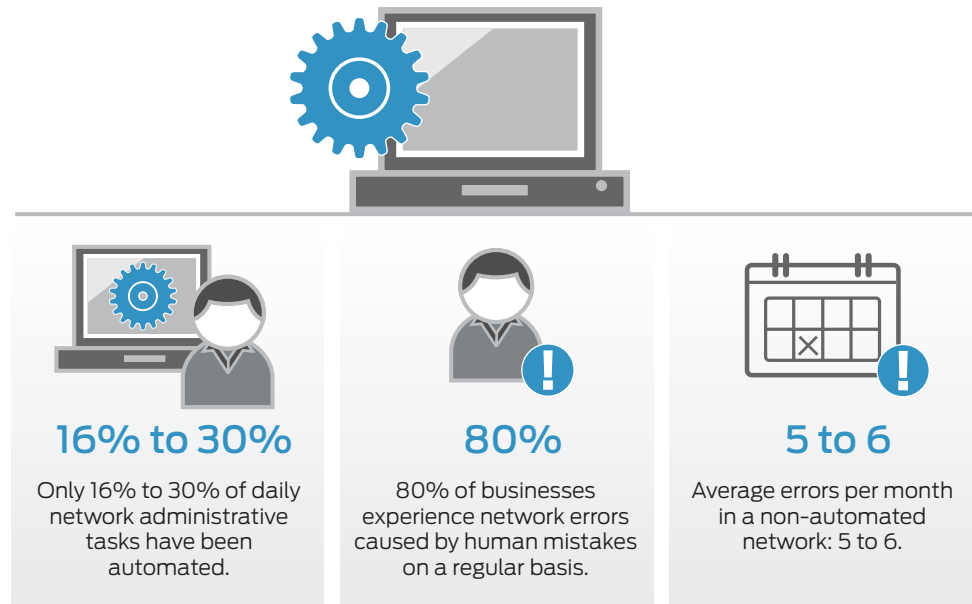 16% to 30%
Only 16% to 30% of daily
network administrative
tasks have been
automated.
80%
80% of businesses
experience network errors
caused by human mistakes
on a regular basis.
5 to 6
Average errors per month
in a non-automated
network: 5 to 6.